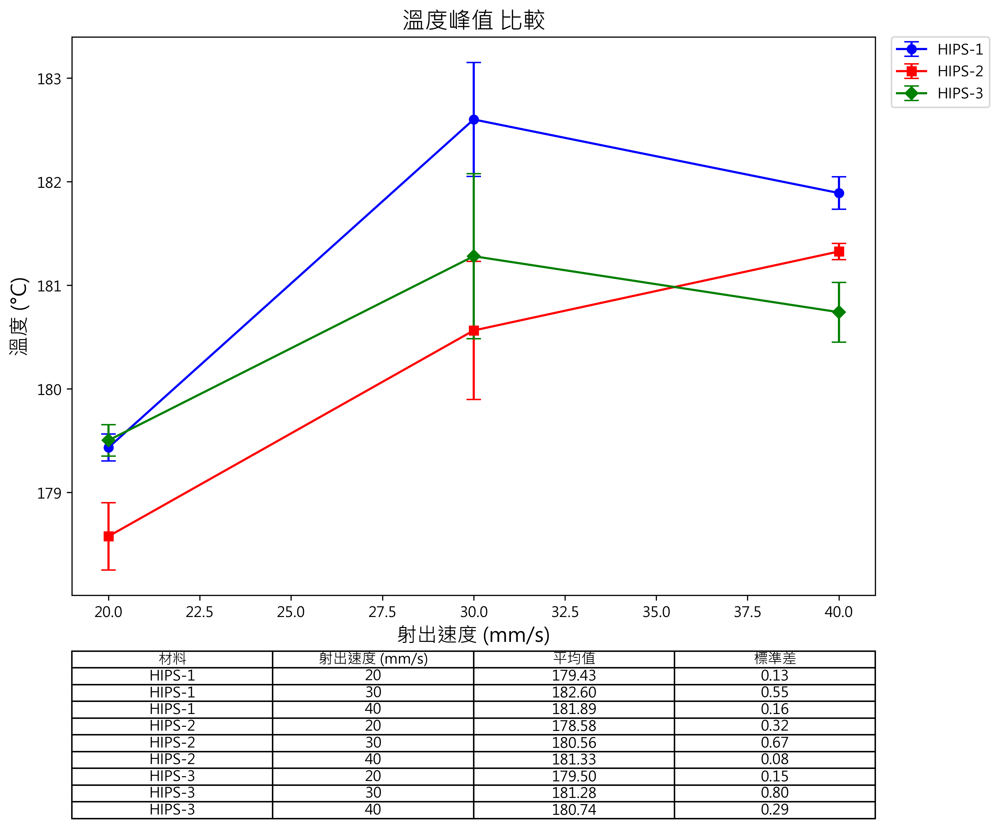 溫度峰值 比較
HIPS-1
HIPS-2
HIPS-3
溫度 (°C)
183
182
181
180
179
20.0 22.5 25.0 27.5 30.0 32.5 35.0 37.5 40.0
射出速度 (mm/s)
材料 射出速度 (mm/s) 平均值 標準差
HIPS-1 20 179.43 0.13
HIPS-1 30 182.60 0.55
HIPS-1 40 181.89 0.16
HIPS-2 20 178.58 0.32
HIPS-2 30 180.56 0.67
HIPS-2 40 181.33 0.08
HIPS-3 20 179.50 0.15
HIPS-3 30 181.28 0.80
HIPS-3 40 180.74 0.29